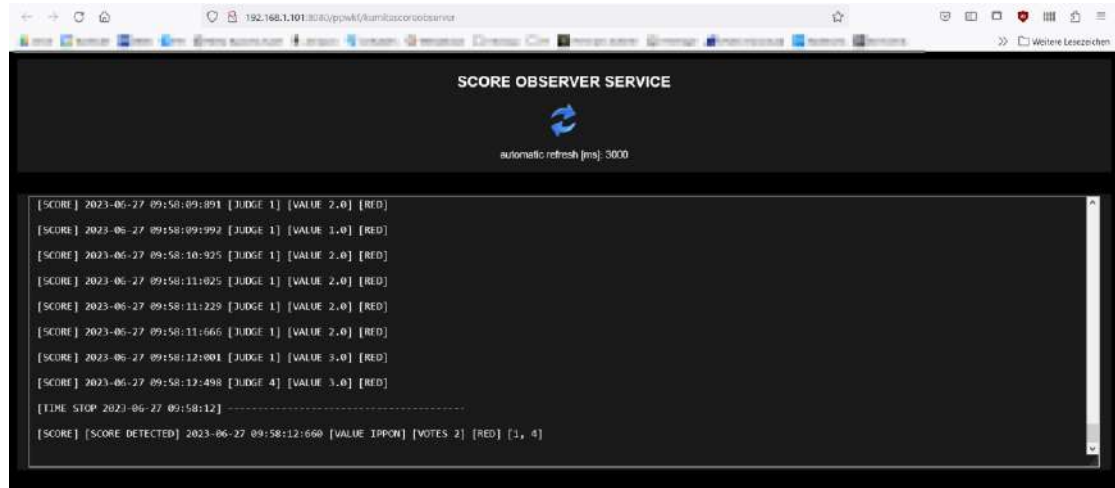 192.168.1.101:8080/ppwkf/kumitascoreobserver
Weitere Lesezeichen
SCORE OBSERVER SERVICE
automatic refresh [ms]: 3000
[SCORE] 2023-06-27 09:58:09:891 [JUDGE 1] [VALUE 2.0] [RED]
[SCORE] 2023-06-27 09:58:09:992 [JUDGE 1] [VALUE 1.0] [RED]
[SCORE] 2023-06-27 09:58:10:925 [JUDGE 1] [VALUE 2.0] [RED]
[SCORE] 2023-06-27 09:58:11:025 [JUDGE 1] [VALUE 2.0] [RED]
[SCORE] 2023-06-27 09:58:11:229 [JUDGE 1] [VALUE 2.0] [RED]
[SCORE] 2023-06-27 09:58:11:666 [JUDGE 1] [VALUE 2.0] [RED]
[SCORE] 2023-06-27 09:58:12:001 [JUDGE 1] [VALUE 3.0] [RED]
[SCORE] 2023-06-27 09:58:12:498 [JUDGE 4] [VALUE 3.0] [RED]
[TIME STOP 2023-06-27 09:58:12] ----------------------------------------
[SCORE] [SCORE DETECTED] 2023-06-27 09:58:12:660 [VALUE IPPON] [VOTES 2] [RED] [1, 4]